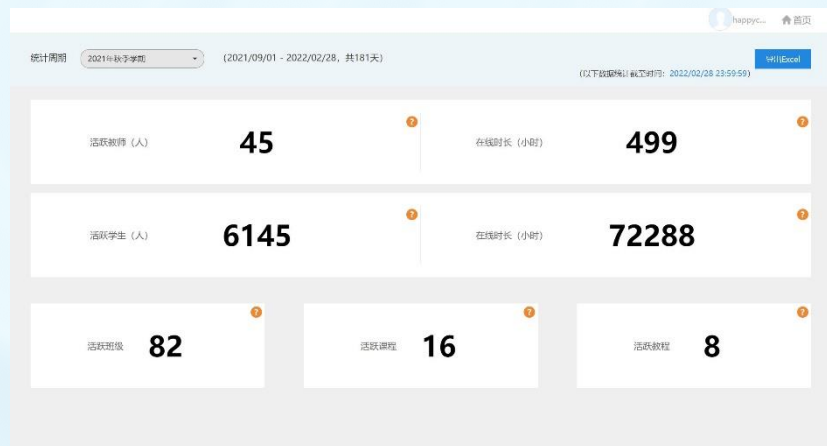 happyc...
首页
统计周期
2021年秋季学期
(2021/09/01 - 2022/02/28，共181天)
导出Excel
(以下数据统计截至时间：2022/02/28 23:59:59)
活跃教师（人）
45
在线时长（小时）
499
活跃学生（人）
6145
在线时长（小时）
72288
活跃班级
82
活跃课程
16
活跃教程
8